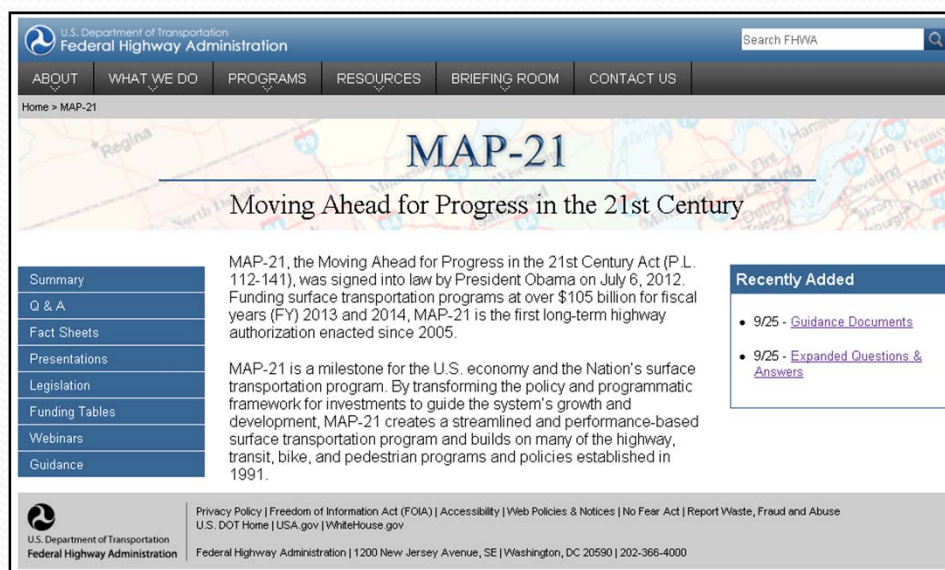 U.S. Department of Transportation
Federal Highway Administration
Search FHWA
ABOUT
WHAT WE DO
PROGRAMS
RESOURCES
BRIEFING ROOM
CONTACT US
Home > MAP-21
Regina
North
Flint
Hamilton
Erie
Cleveland
Akron
Toledo
Detroit
MAP-21
Moving Ahead for Progress in the 21st Century
Summary
Q & A
Fact Sheets
Presentations
Legislation
Funding Tables
Webinars
Guidance
MAP-21, the Moving Ahead for Progress in the 21st Century Act (P.L.
112-141), was signed into law by President Obama on July 6, 2012.
Funding surface transportation programs at over $105 billion for fiscal
years (FY) 2013 and 2014, MAP-21 is the first long-term highway
authorization enacted since 2005.
MAP-21 is a milestone for the U.S. economy and the Nation's surface
transportation program. By transforming the policy and programmatic
framework for investments to guide the system's growth and
development, MAP-21 creates a streamlined and performance-based
surface transportation program and builds on many of the highway,
transit, bike, and pedestrian programs and policies established in
1991.
Recently Added
9/25 - Guidance Documents
9/25 - Expanded Questions &
Answers
U.S. Department of Transportation
Federal Highway Administration
Privacy Policy | Freedom of Information Act (FOIA) | Accessibility | Web Policies & Notices | No Fear Act | Report Waste, Fraud and Abuse
U.S. DOT Home | USA.gov | WhiteHouse.gov
Federal Highway Administration | 1200 New Jersey Avenue, SE | Washington, DC 20590 | 202-366-4000